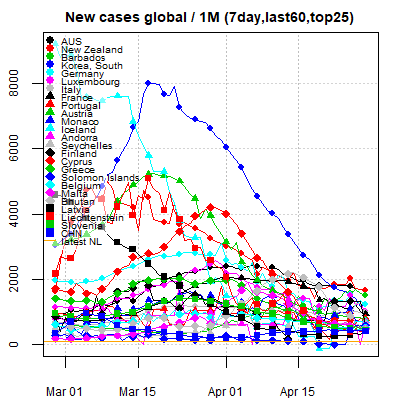 New cases global / 1M (7day,last60,top25)
AUS
New Zealand
Barbados
Korea, South
Germany
Luxembourg
Italy
France
Portugal
Austria
Monaco
Iceland
Andorra
Seychelles
Finland
Cyprus
Greece
Solomon Islands
Belgium
Malta
Bhutan
Latvia
Liechtenstein
Slovenia
CHN
latest NL
8000
6000
4000
2000
0
Mar 01 Mar 15 Apr 01 Apr 15